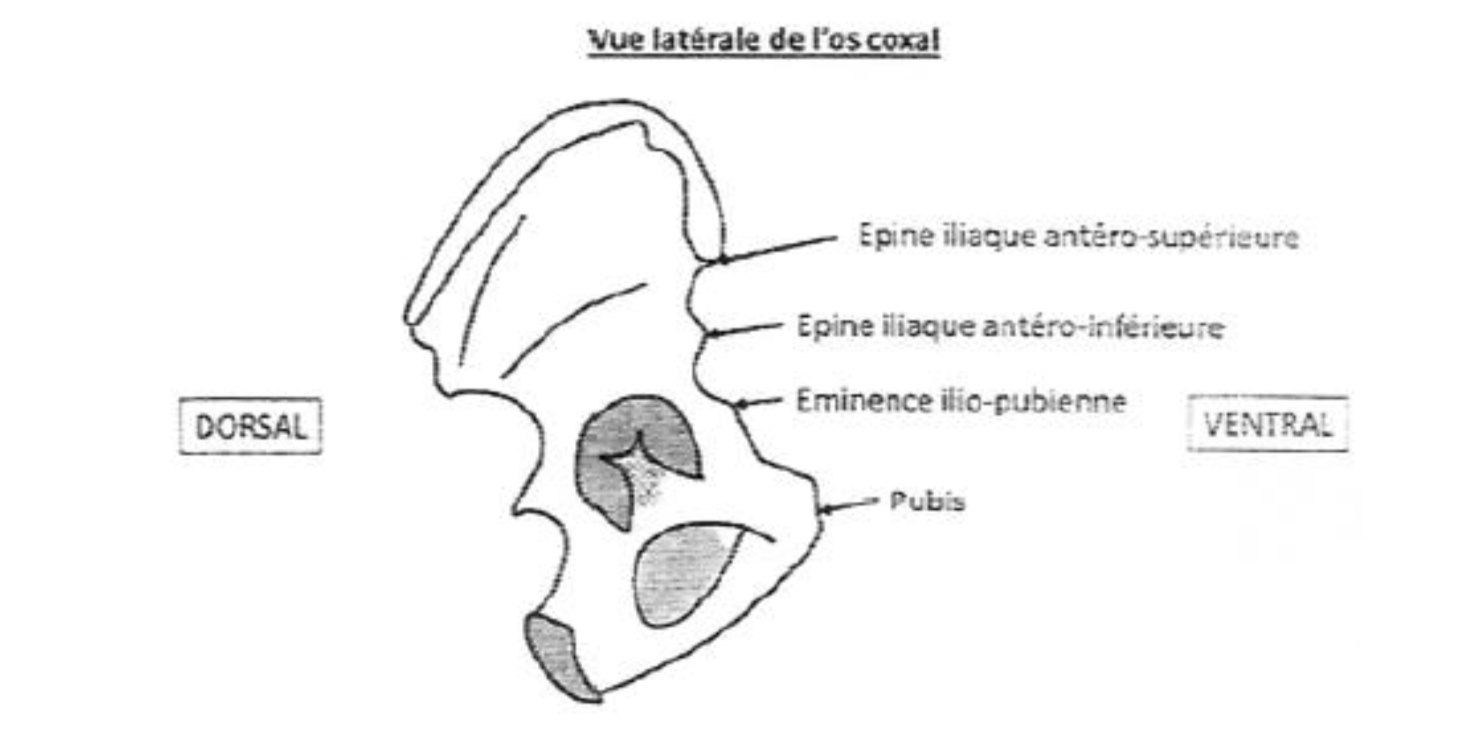 Vue latérale de l'os coxal
Epine iliaque antéro-supérieure
Epine iliaque antéro-inférieure
Eminence ilio-pubienne
DORSAL
VENTRAL
Pubis